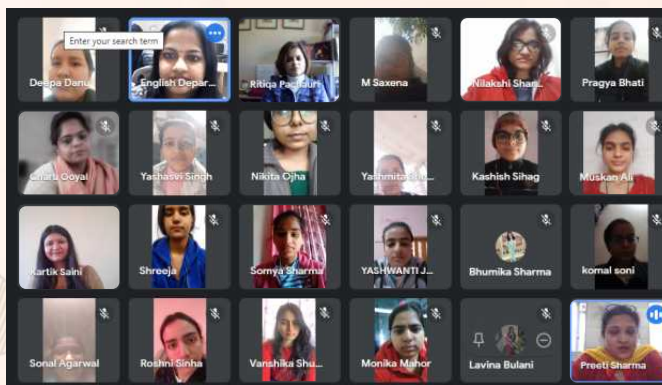 Enter your search term
Deepa Danu
English Depar...
Ritiqa Pachauri
M Saxena
Nilakshi Shar...
Pragya Bhati
Charu Goyal
Yashasvi Singh
Nikita Ojha
Yashmita
Kashish Sihag
Muskan Ali
Kartik Saini
Shreeja
Somya Sharma
YASHWANTI J...
Bhumika Sharma
komal soni
Sonal Agarwal
Roshni Sinha
Vanshika Shu...
Monika Mahor
Lavina Bulani
Preeti Sharma